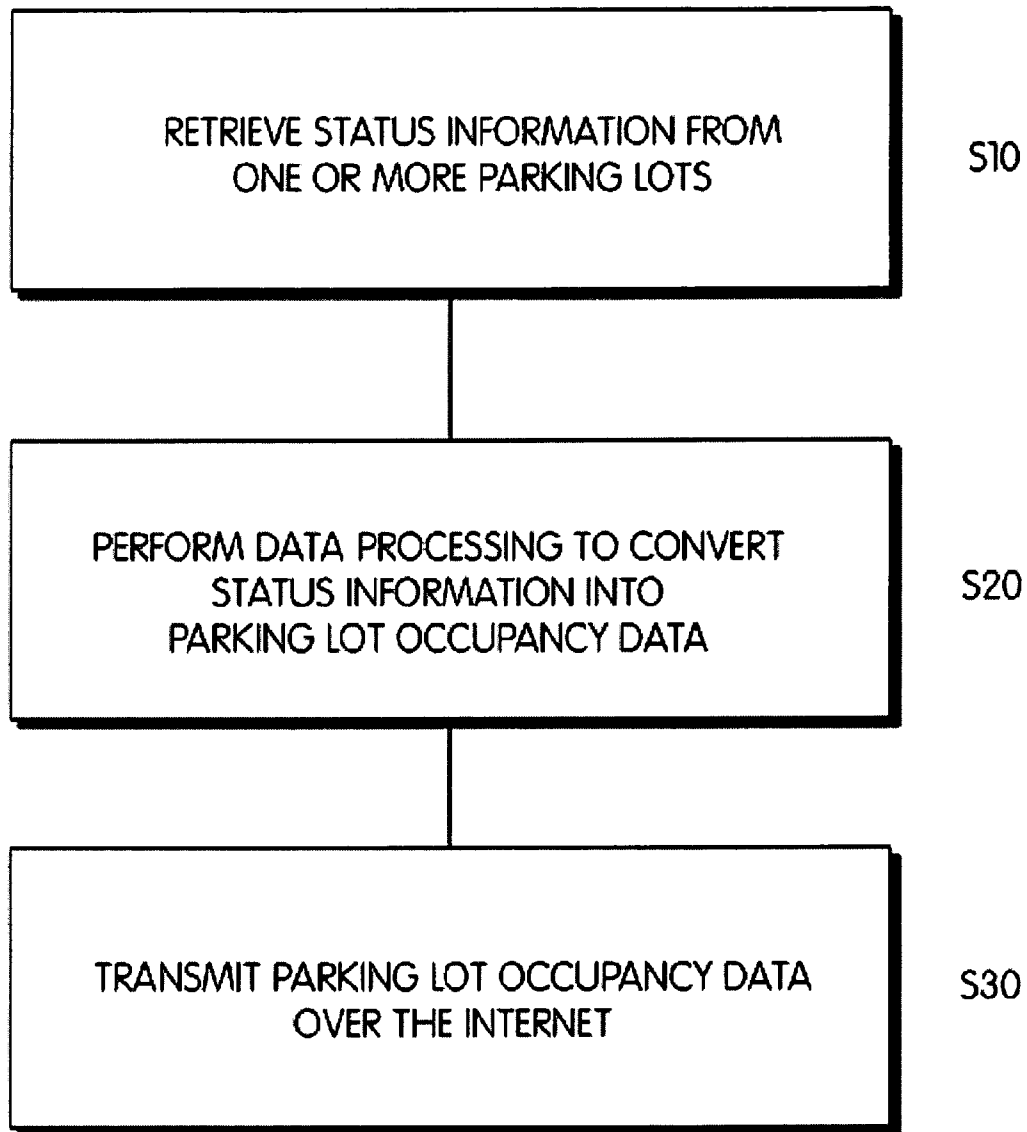 RETRIEVE STATUS INFORMATION FROM
ONE OR MORE PARKING LOTS
S10
PERFORM DATA PROCESSING TO CONVERT
STATUS INFORMATION INTO
PARKING LOT OCCUPANCY DATA
S20
TRANSMIT PARKING LOT OCCUPANCY DATA
OVER THE INTERNET
S30